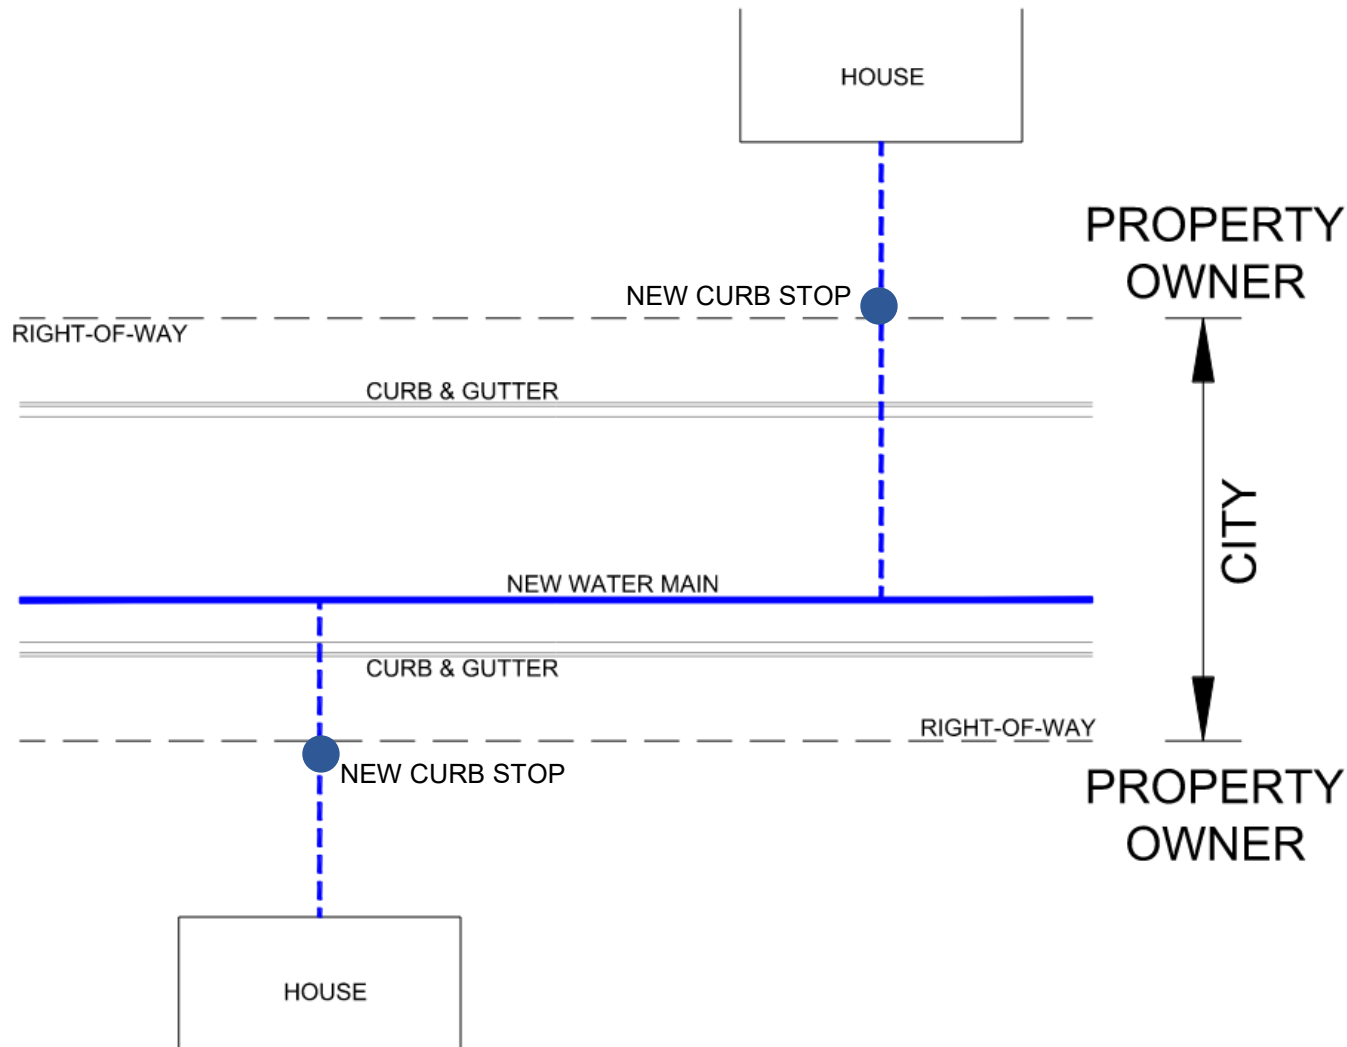 HOUSE
PROPERTY
OWNER
NEW CURB STOP
RIGHT-OF-WAY
CURB & GUTTER
CITY
NEW WATER MAIN
CURB & GUTTER
RIGHT-OF-WAY
NEW CURB STOP
PROPERTY
OWNER
HOUSE